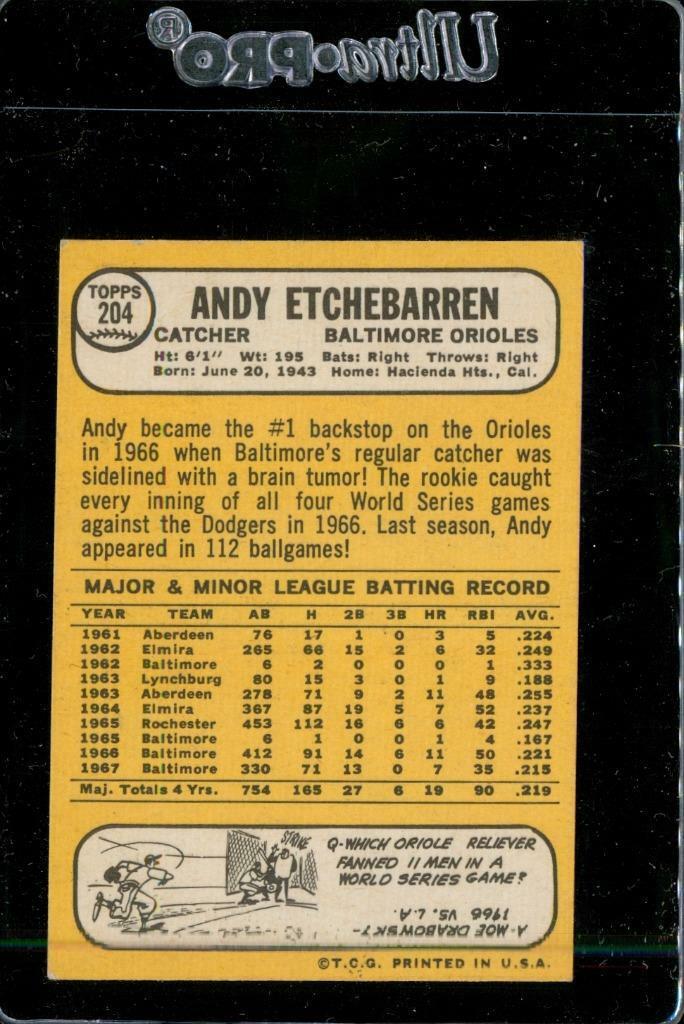 Ultra·PRO®
TOPPS
204
ANDY ETCHEBARREN
CATCHER BALTIMORE ORIOLES
Ht: 6'1" Wt: 195 Bats: Right Throws: Right
Born: June 20, 1943 Home: Hacienda Hts., Cal.
Andy became the #1 backstop on the Orioles
in 1966 when Baltimore's regular catcher was
sidelined with a brain tumor! The rookie caught
every inning of all four World Series games
against the Dodgers in 1966. Last season, Andy
appeared in 112 ballgames!
MAJOR & MINOR LEAGUE BATTING RECORD
YEAR TEAM AB H 2B 3B HR RBI AVG.
1961 Aberdeen 76 17 1 0 3 5 .224
1962 Elmira 265 66 15 2 6 32 .249
1962 Baltimore 6 2 0 0 0 1 .333
1963 Lynchburg 80 15 3 0 1 9 .188
1963 Aberdeen 278 71 9 2 11 48 .255
1964 Elmira 367 87 19 5 7 52 .237
1965 Rochester 453 112 16 6 6 42 .247
1965 Baltimore 6 1 0 0 1 4 .167
1966 Baltimore 412 91 14 6 11 50 .221
1967 Baltimore 330 71 13 0 7 35 .215
Maj. Totals 4 Yrs. 754 165 27 6 19 90 .219
STRIKE
Q-WHICH ORIOLE RELIEVER
FANNED 11 MEN IN A
WORLD SERIES GAME?
A-MOE DRABOWSKY-
1966 VS. L.A.
©T.C.G. PRINTED IN U.S.A.